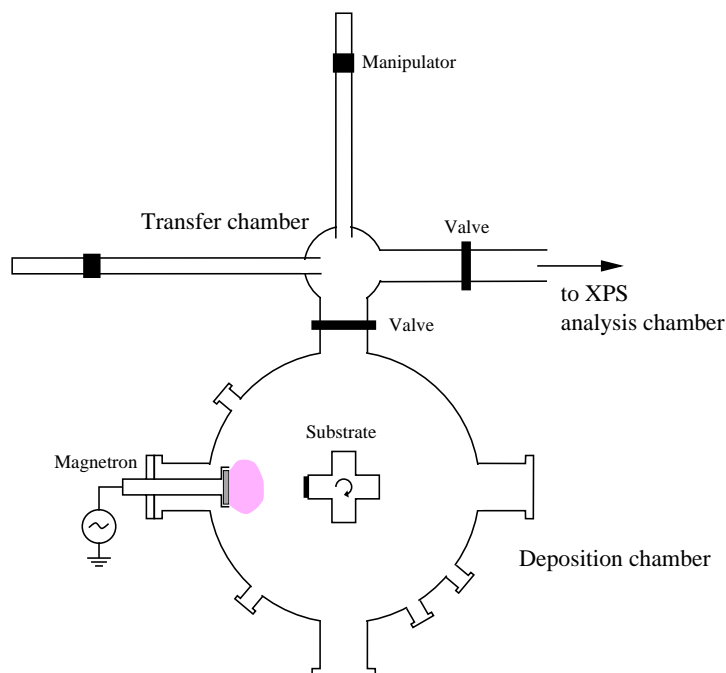 Manipulator
Transfer chamber
Valve
to XPS
analysis chamber
Valve
Substrate
Magnetron
Deposition chamber